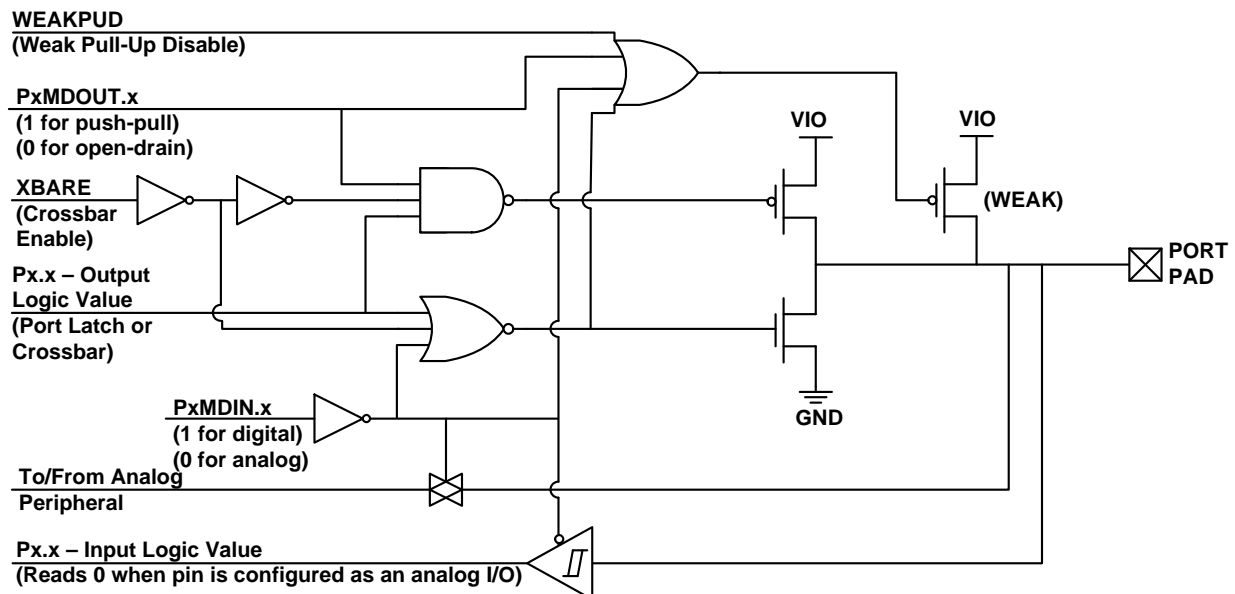 WEAKPUD
(Weak Pull-Up Disable)
PxMDOUT.x
(1 for push-pull)
(0 for open-drain)
XBARE
(Crossbar
Enable)
Px.x – Output
Logic Value
(Port Latch or
Crossbar)
PxMDIN.x
(1 for digital)
(0 for analog)
To/From Analog
Peripheral
Px.x – Input Logic Value
(Reads 0 when pin is configured as an analog I/O)
VIO
VIO
(WEAK)
GND
PORT
PAD